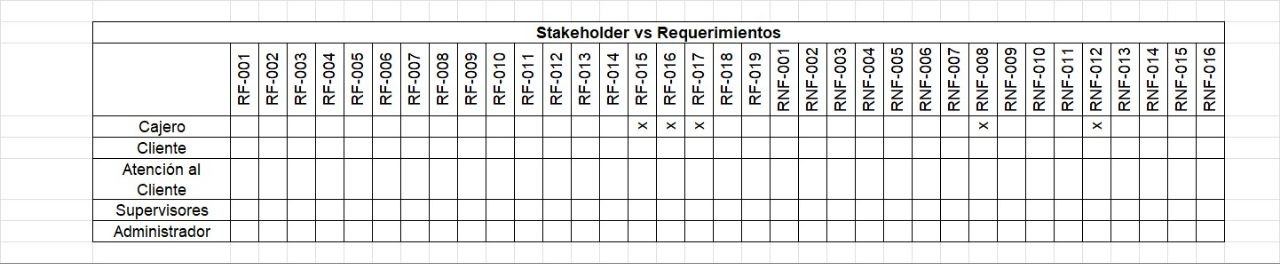 Stakeholder vs Requerimientos
RF-001 RF-002 RF-003 RF-004 RF-005 RF-006 RF-007 RF-008 RF-009 RF-010 RF-011 RF-012 RF-013 RF-014 RF-015 RF-016 RF-017 RF-018 RF-019 RNF-001 RNF-002 RNF-003 RNF-004 RNF-005 RNF-006 RNF-07 RNF-008 RNF-009 RNF-010 RNF-011 RNF-012 RNF-013 RNF-014 RNF-015 RNF-016
Cajero x x x x x
Cliente
Atención al
Cliente
Supervisores
Administrador